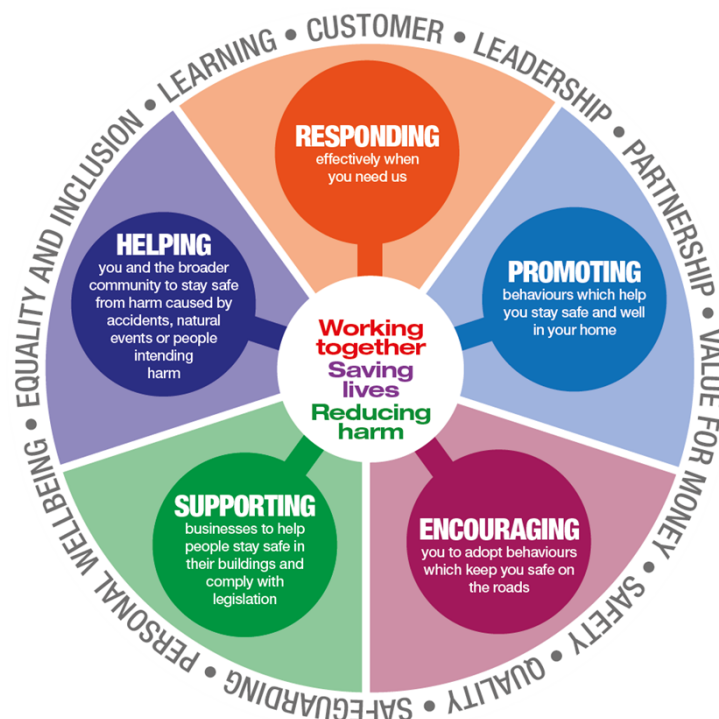 LEARNING • CUSTOMER • LEADERSHIP • PARTNERSHIP • VALUE FOR MONEY • SAFETY • QUALITY • SAFEGUARDING • PERSONAL WELLBEING • EQUALITY AND INCLUSION •
RESPONDING
effectively when
you need us
PROMOTING
behaviours which help
you stay safe and well
in your home
ENCOURAGING
you to adopt behaviours
which keep you safe on
the roads
SUPPORTING
businesses to help
people stay safe in
their buildings and
comply with
legislation
HELPING
you and the broader
community to stay safe
from harm caused by
accidents, natural
events or people
intending
harm
Working
together
Saving
lives
Reducing
harm